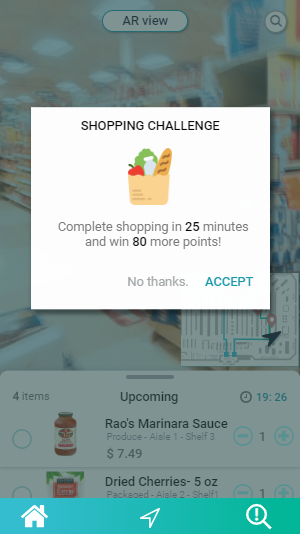 AR view
SHOPPING CHALLENGE
Complete shopping in 25 minutes
and win 80 more points!
No thanks. ACCEPT
4 items Upcoming 19: 26
Rao's Marinara Sauce
Produce - Aisle 1 - Shelf 3
1
$ 7.49
Dried Cherries- 5 oz
Packaged - Aisle 2 - Shelf1
1